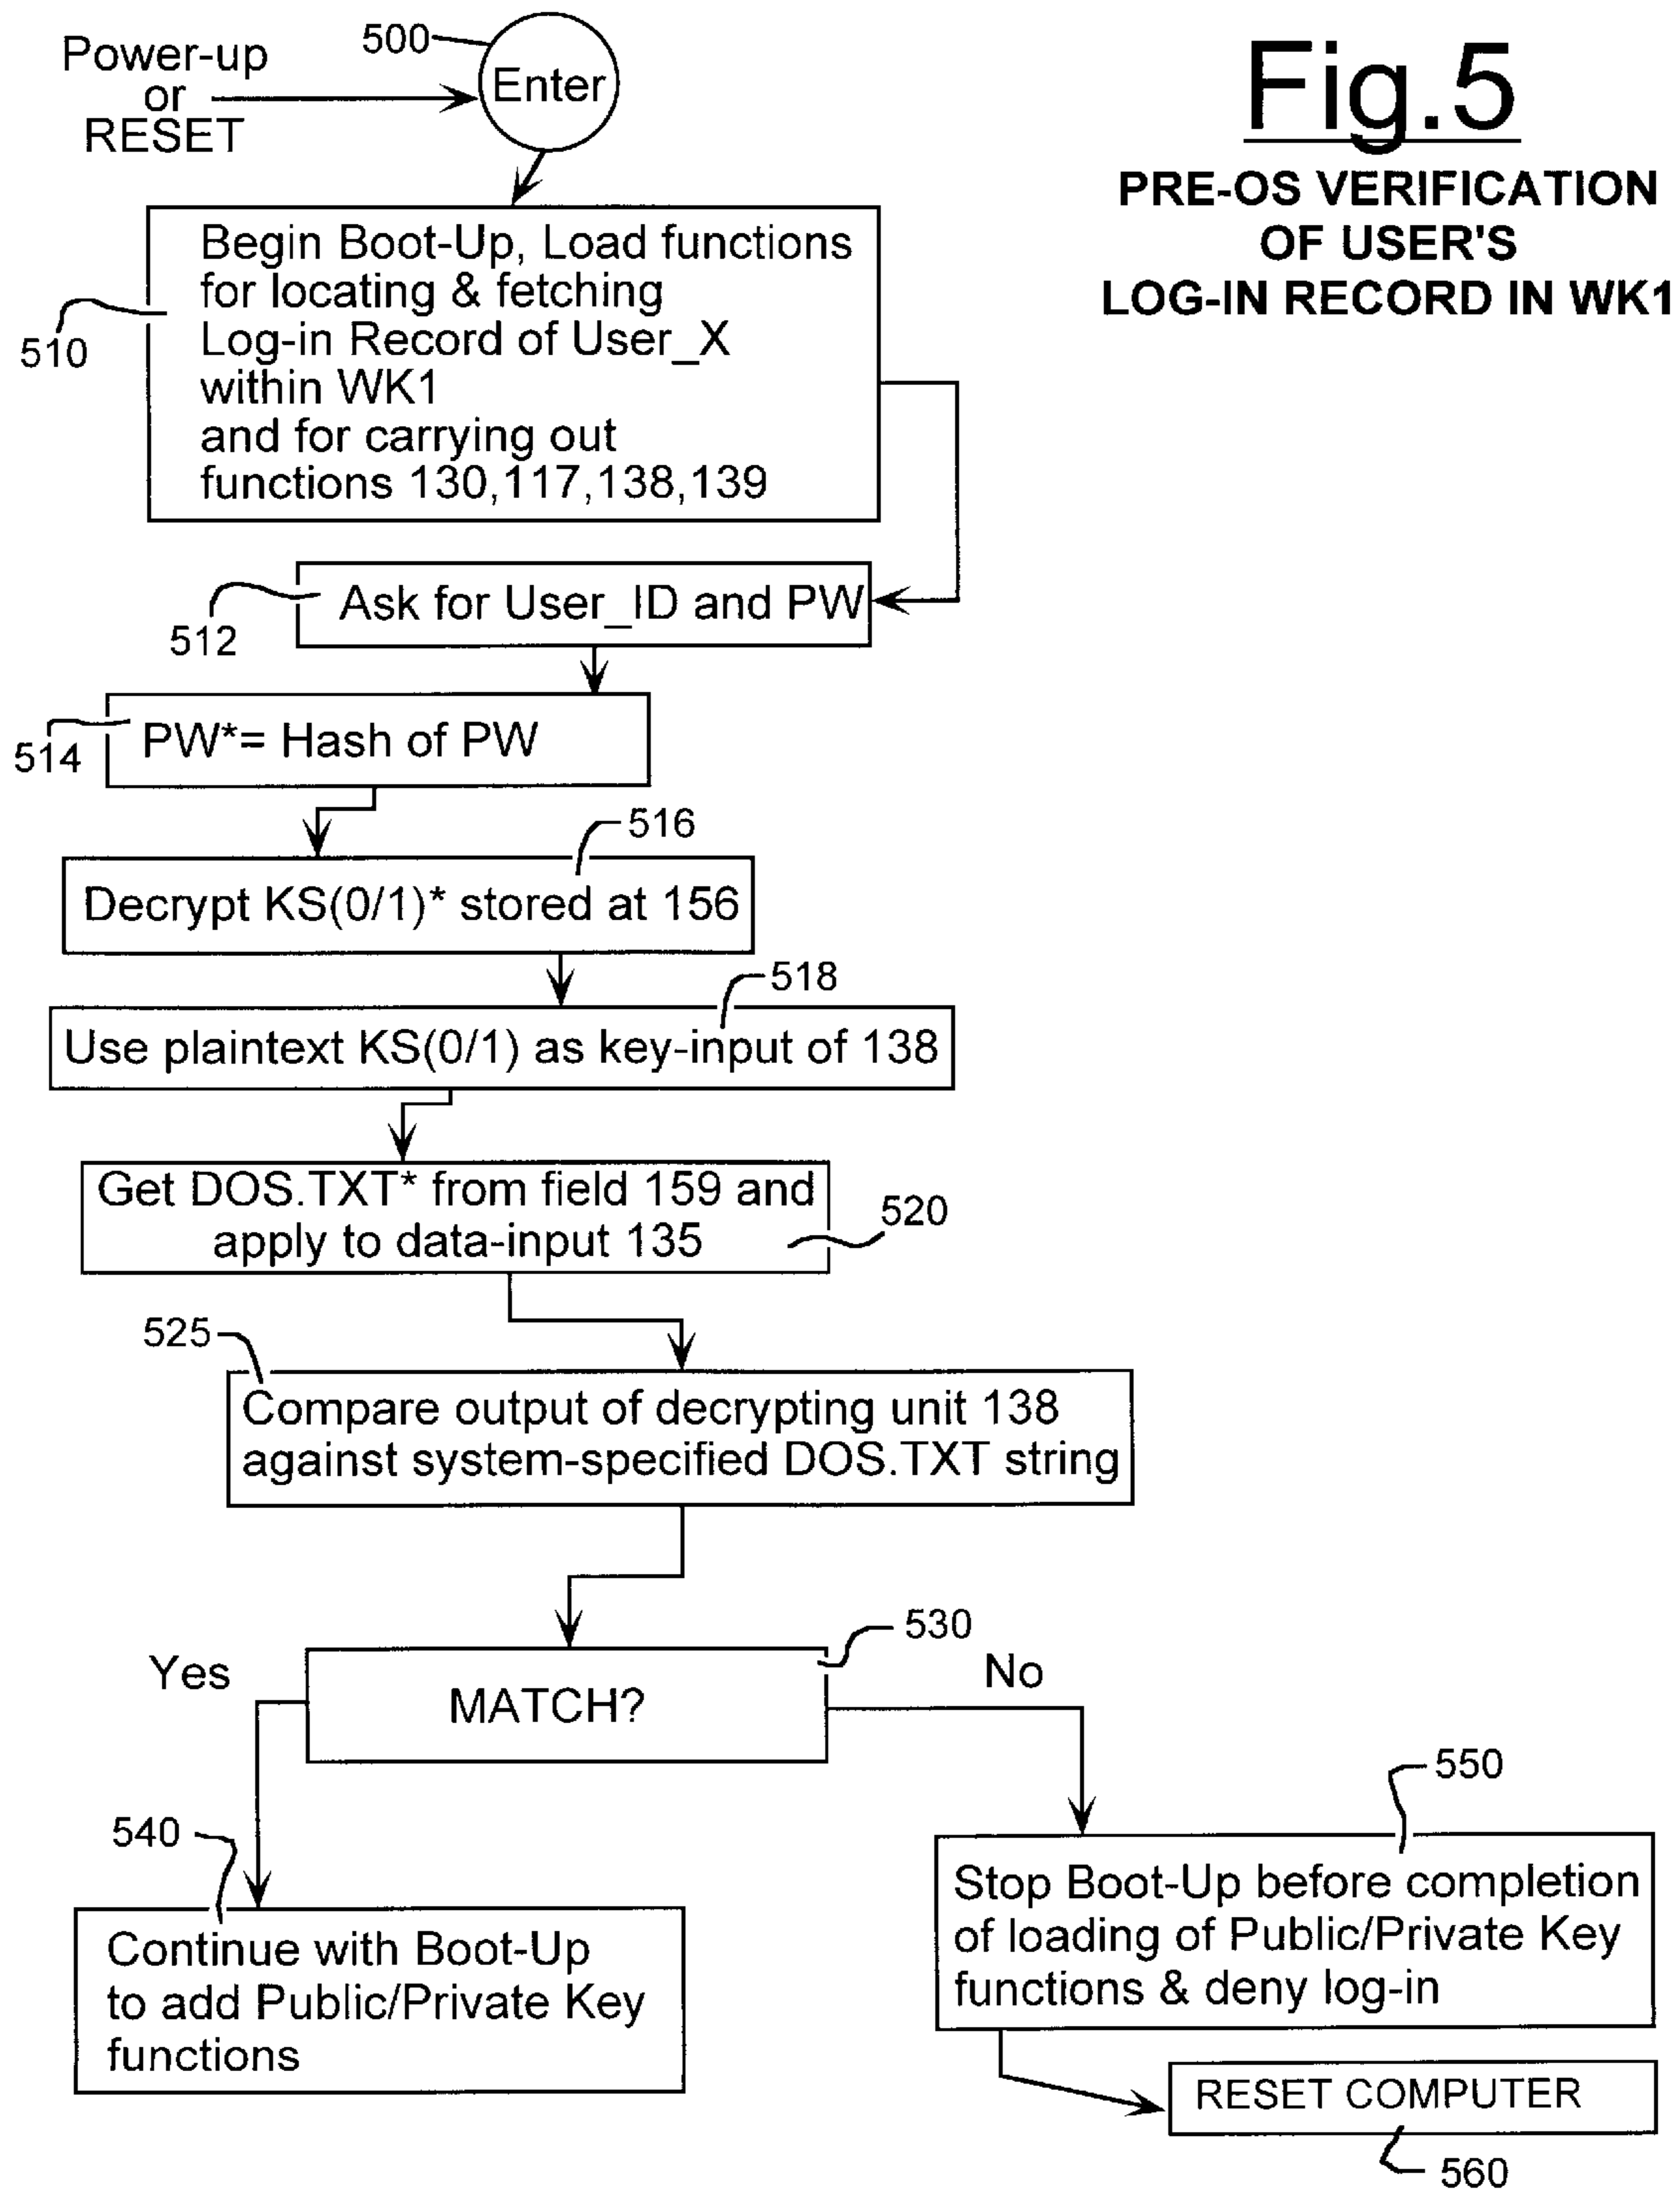 Fig.5
PRE-OS VERIFICATION
OF USER'S
LOG-IN RECORD IN WK1
Power-up
or
RESET
500
Enter
510
Begin Boot-Up, Load functions
for locating & fetching
Log-in Record of User_X
within WK1
and for carrying out
functions 130,117,138,139
512
Ask for User_ID and PW
514
PW*= Hash of PW
516
Decrypt KS(0/1)* stored at 156
518
Use plaintext KS(0/1) as key-input of 138
Get DOS.TXT* from field 159 and
apply to data-input 135
520
525
Compare output of decrypting unit 138
against system-specified DOS.TXT string
530
Yes
MATCH?
No
540
Continue with Boot-Up
to add Public/Private Key
functions
550
Stop Boot-Up before completion
of loading of Public/Private Key
functions & deny log-in
RESET COMPUTER
560